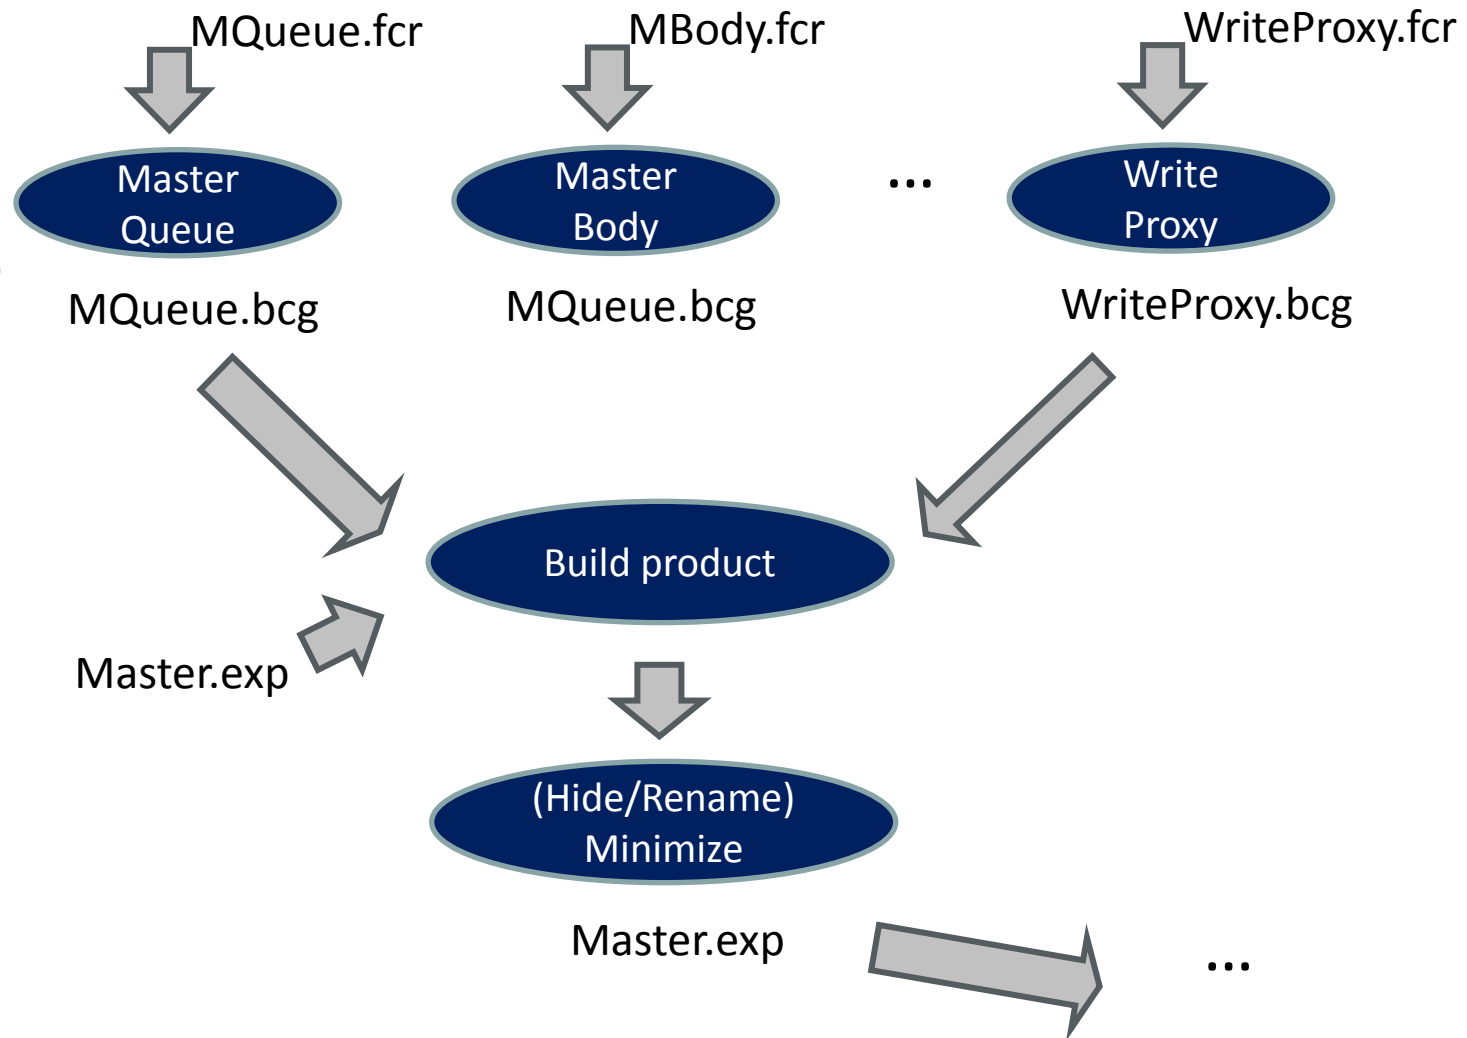 MQueue.fcr
MBody.fcr
WriteProxy.fcr
Master
Queue
Master
Body
...
Write
Proxy
MQueue.bcg
MQueue.bcg
WriteProxy.bcg
Build product
Master.exp
(Hide/Rename)
Minimize
Master.exp
...